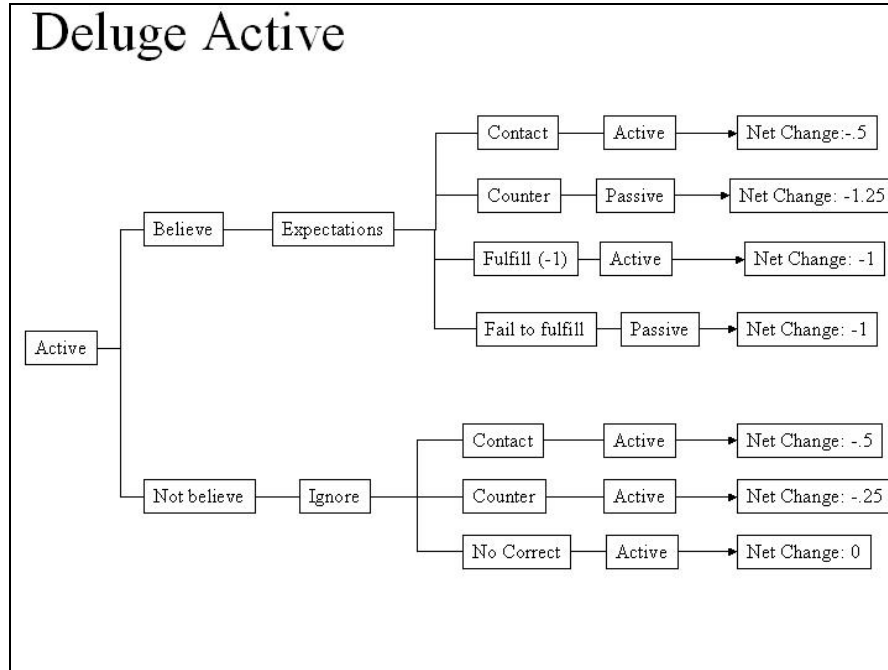 Deluge Active
Contact
Active
Net Change:-.5
Counter
Passive
Net Change: -1.25
Believe
Expectations
Fulfill (-1)
Active
Net Change: -1
Fail to fulfill
Passive
Net Change: -1
Active
Contact
Active
Net Change: -.5
Not believe
Ignore
Counter
Active
Net Change: -.25
No Correct
Active
Net Change: 0